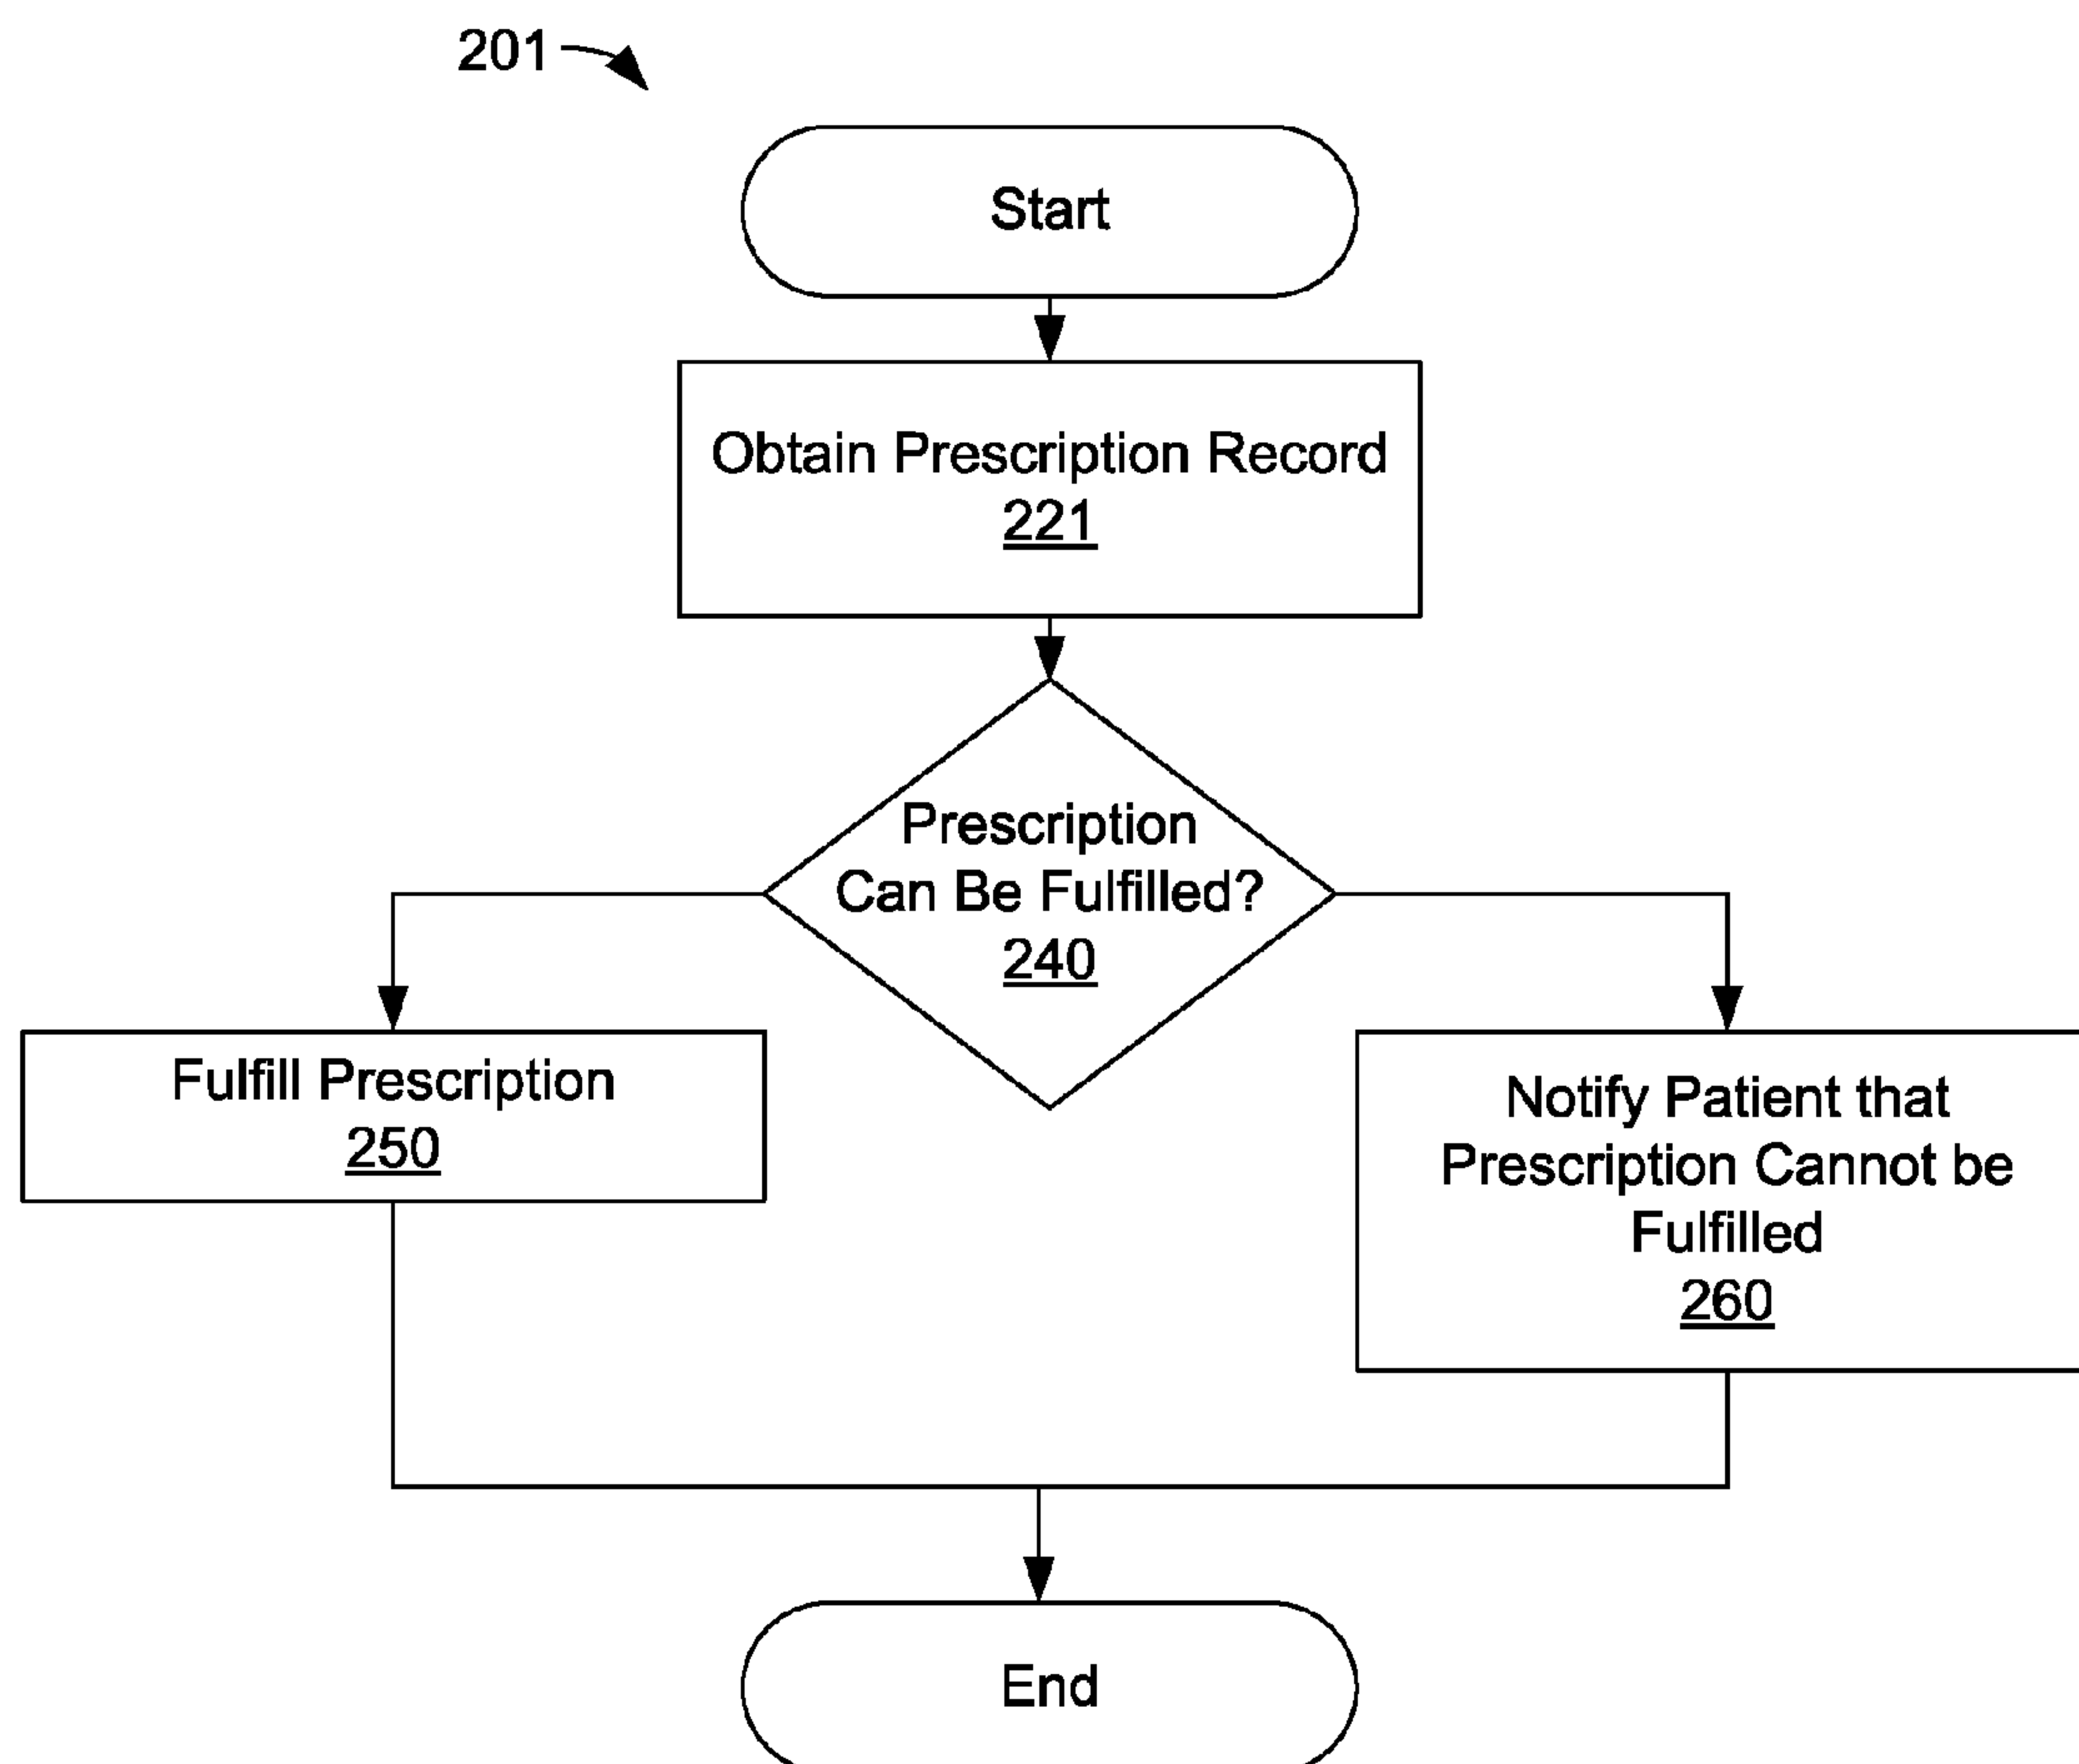 201
Start
Obtain Prescription Record
221
Prescription
Can Be Fulfilled?
240
Fulfill Prescription
250
Notify Patient that
Prescription Cannot be
Fulfilled
260
End